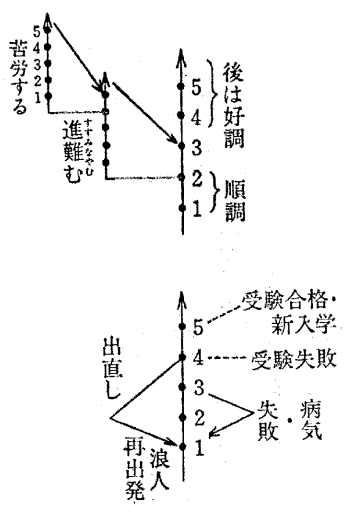 苦労する
5
4
3
2
1
進難む
すすみなやむ
5
4
3
2
1
後は好調
順調
5
4
3
2
1
受験合格・
新入学
受験失敗
出直し
浪人
再出発
病気・
失敗